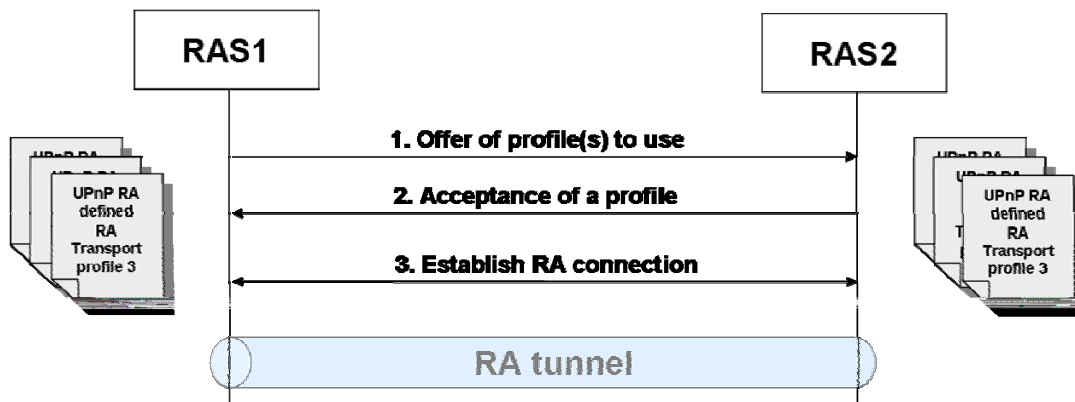 RAS1
RAS2
1. Offer of profile(s) to use
2. Acceptance of a profile
3. Establish RA connection
UPnP RA
defined
RA
Transport
profile 3
UPnP RA
defined
RA
Transport
profile 3
RA tunnel